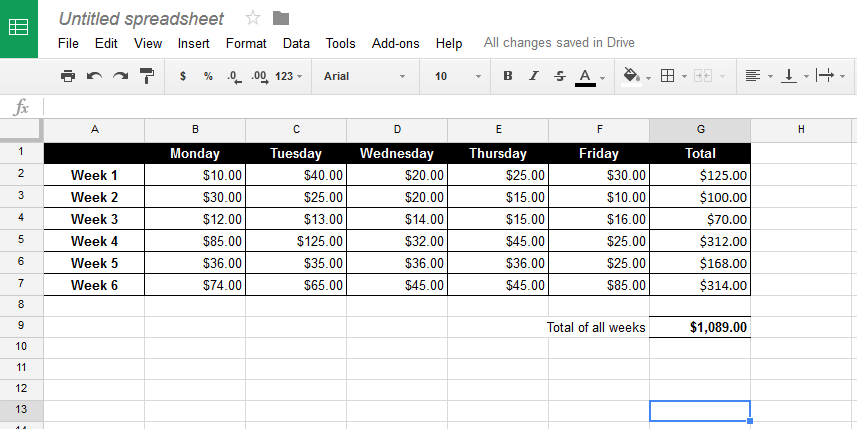 Untitled spreadsheet
File Edit View Insert Format Data Tools Add-ons Help All changes saved in Drive
$ % .0 .00 123 Arial 10 B I S A
fx
A B C D E F G H
1 Monday Tuesday Wednesday Thursday Friday Total
2 Week 1 $10.00 $40.00 $20.00 $25.00 $30.00 $125.00
3 Week 2 $30.00 $25.00 $20.00 $15.00 $10.00 $100.00
4 Week 3 $12.00 $13.00 $14.00 $15.00 $16.00 $70.00
5 Week 4 $85.00 $125.00 $32.00 $45.00 $25.00 $312.00
6 Week 5 $36.00 $35.00 $36.00 $36.00 $25.00 $168.00
7 Week 6 $74.00 $65.00 $45.00 $45.00 $85.00 $314.00
8
9 Total of all weeks $1,089.00
10
11
12
13